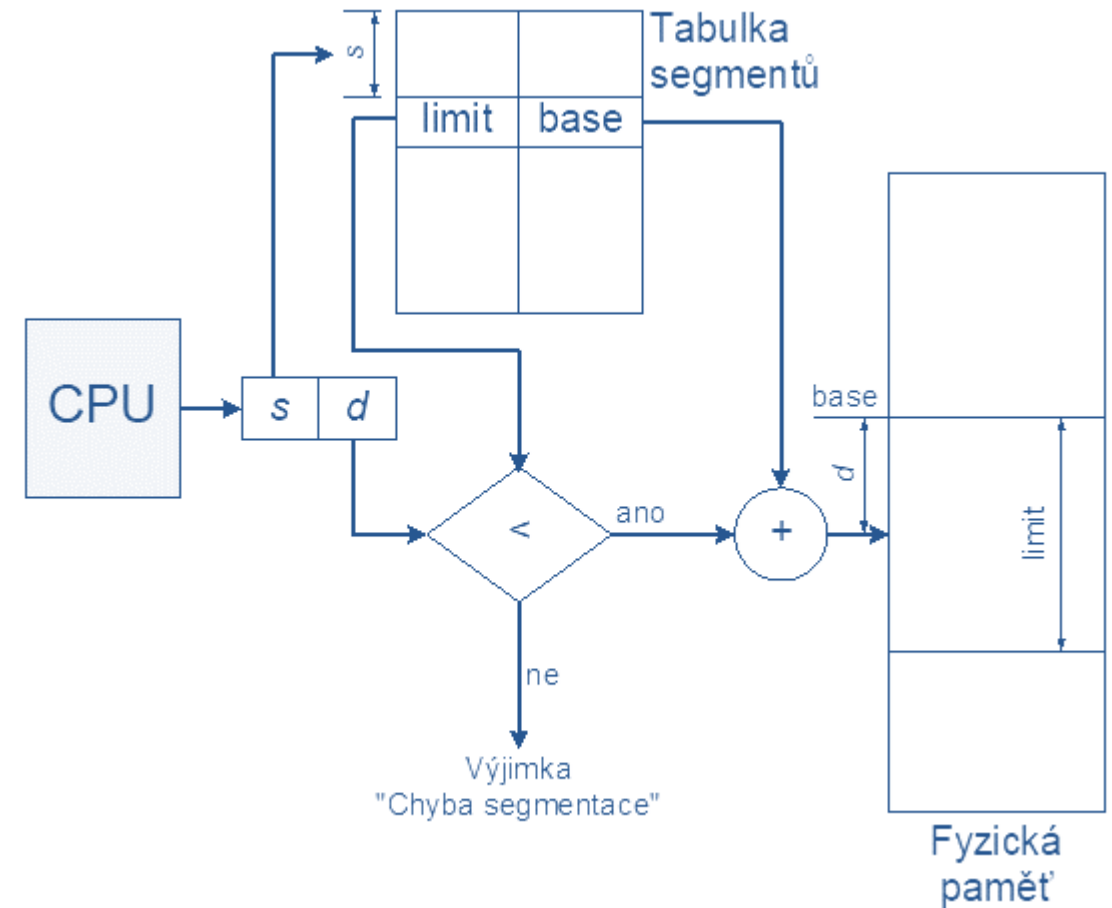 s
Tabulka
segmentů
limit
base
CPU
s
d
base
d
limit
<
ano
+
ne
Výjimka
"Chyba segmentace"
Fyzická
paměť